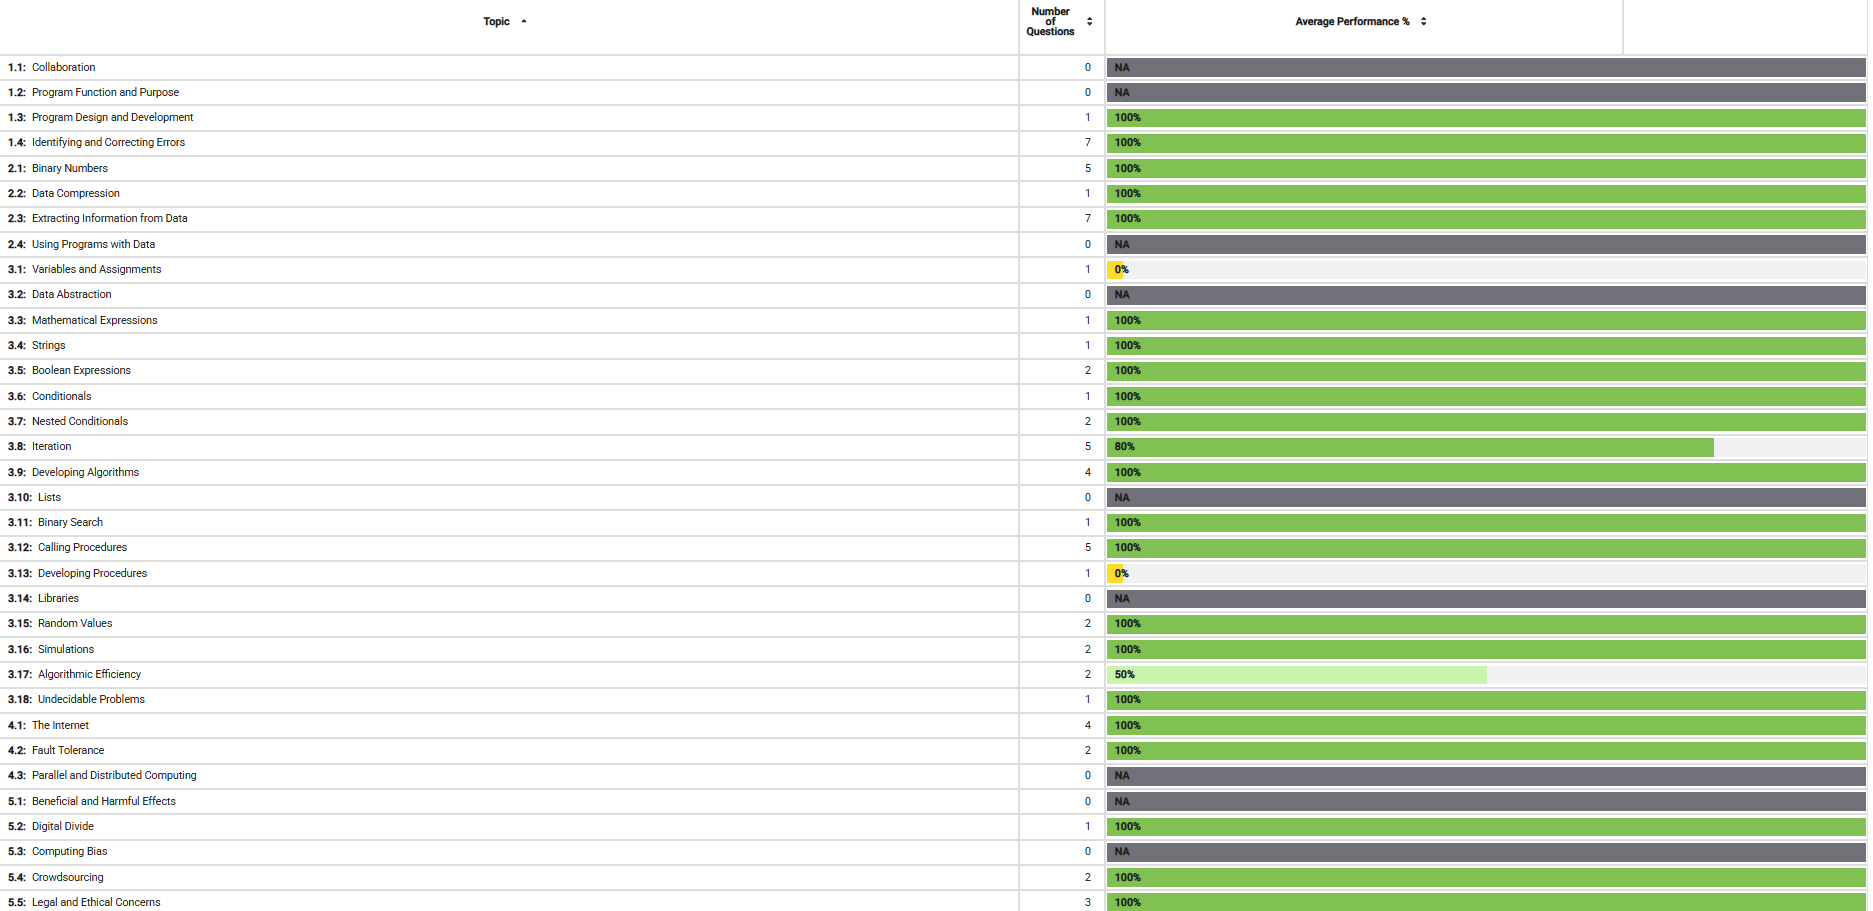 Topic
Number
of
Questions
Average Performance %
1.1: Collaboration 0 NA
1.2: Program Function and Purpose 0 NA
1.3: Program Design and Development 1 100%
1.4: Identifying and Correcting Errors 7 100%
2.1: Binary Numbers 5 100%
2.2: Data Compression 1 100%
2.3: Extracting Information from Data 7 100%
2.4: Using Programs with Data 0 NA
3.1: Variables and Assignments 1 0%
3.2: Data Abstraction 0 NA
3.3: Mathematical Expressions 1 100%
3.4: Strings 1 100%
3.5: Boolean Expressions 2 100%
3.6: Conditionals 1 100%
3.7: Nested Conditionals 2 100%
3.8: Iteration 5 80%
3.9: Developing Algorithms 4 100%
3.10: Lists 0 NA
3.11: Binary Search 1 100%
3.12: Calling Procedures 5 100%
3.13: Developing Procedures 1 0%
3.14: Libraries 0 NA
3.15: Random Values 2 100%
3.16: Simulations 2 100%
3.17: Algorithmic Efficiency 2 50%
3.18: Undecidable Problems 1 100%
4.1: The Internet 4 100%
4.2: Fault Tolerance 2 100%
4.3: Parallel and Distributed Computing 0 NA
5.1: Beneficial and Harmful Effects 0 NA
5.2: Digital Divide 1 100%
5.3: Computing Bias 0 NA
5.4: Crowdsourcing 2 100%
5.5: Legal and Ethical Concerns 3 100%